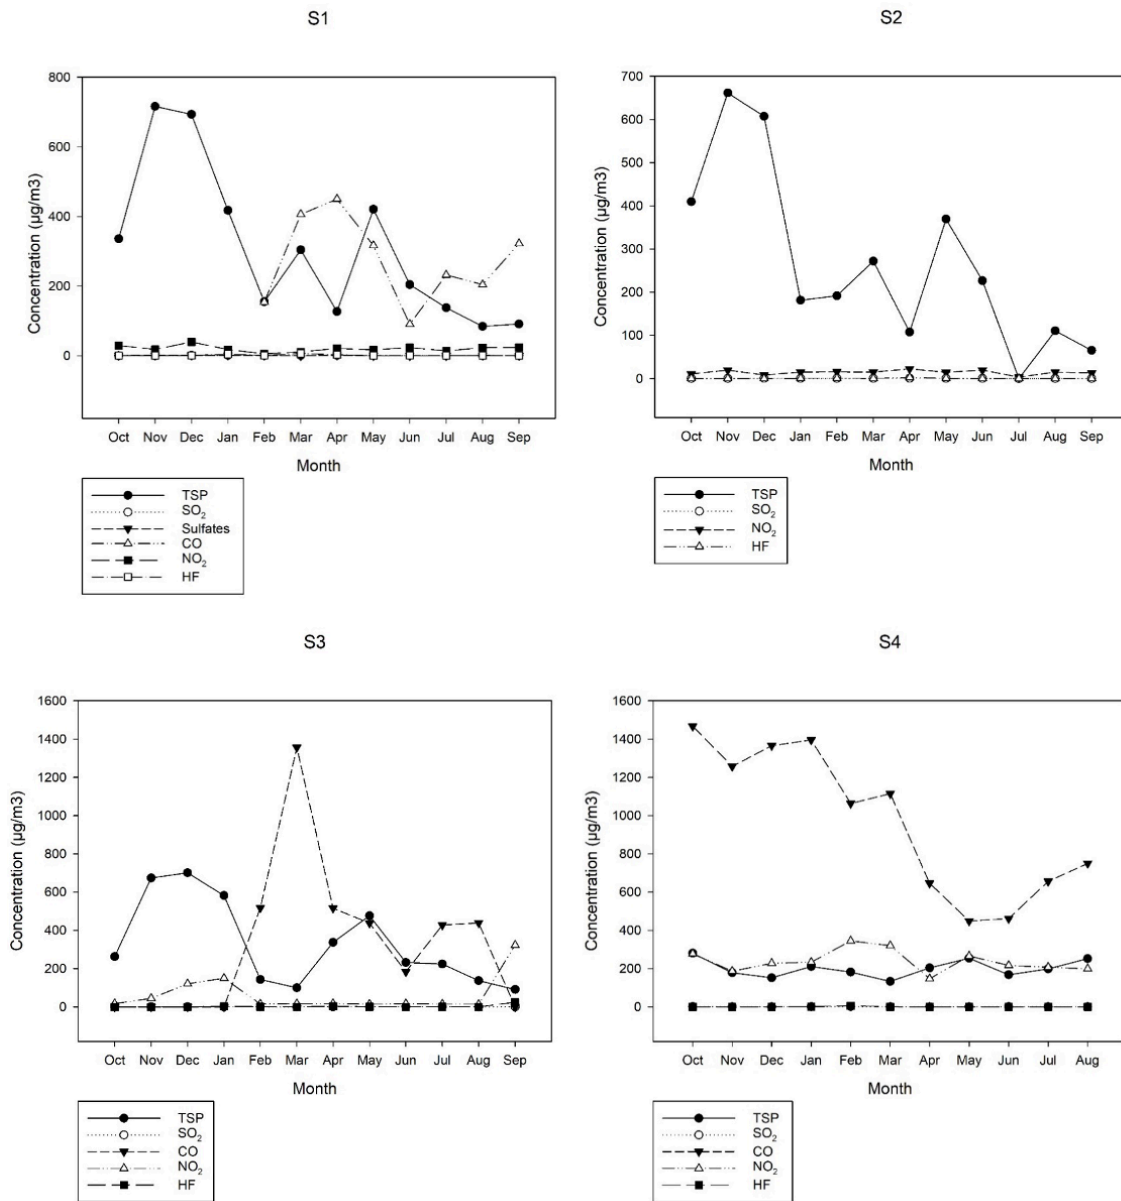 S1
Concentration (µg/m3)
800
600
400
200
0
Oct Nov Dec Jan Feb Mar Apr May Jun Jul Aug Sep
Month
TSP
SO₂
Sulfates
CO
NO₂
HF
S2
Concentration (µg/m3)
700
600
500
400
300
200
100
0
Oct Nov Dec Jan Feb Mar Apr May Jun Jul Aug Sep
Month
TSP
SO₂
NO₂
HF
S3
Concentration (µg/m3)
1600
1400
1200
1000
800
600
400
200
0
Oct Nov Dec Jan Feb Mar Apr May Jun Jul Aug Sep
Month
TSP
SO₂
CO
NO₂
HF
S4
Concentration (µg/m3)
1600
1400
1200
1000
800
600
400
200
0
Oct Nov Dec Jan Feb Mar Apr May Jun Jul Aug
Month
TSP
SO₂
CO
NO₂
HF